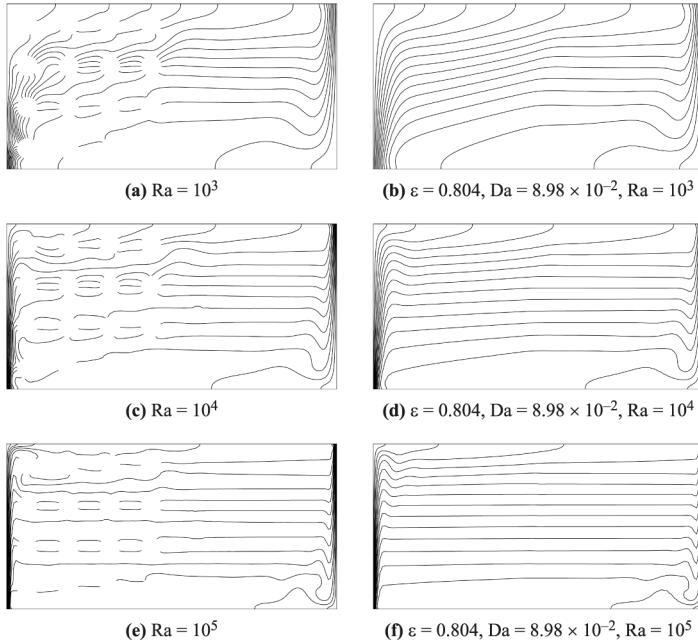 (a) Ra = 10³
(b) ε = 0.804, Da = 8.98 × 10⁻², Ra = 10³
(c) Ra = 10⁴
(d) ε = 0.804, Da = 8.98 × 10⁻², Ra = 10⁴
(e) Ra = 10⁵
(f) ε = 0.804, Da = 8.98 × 10⁻², Ra = 10⁵